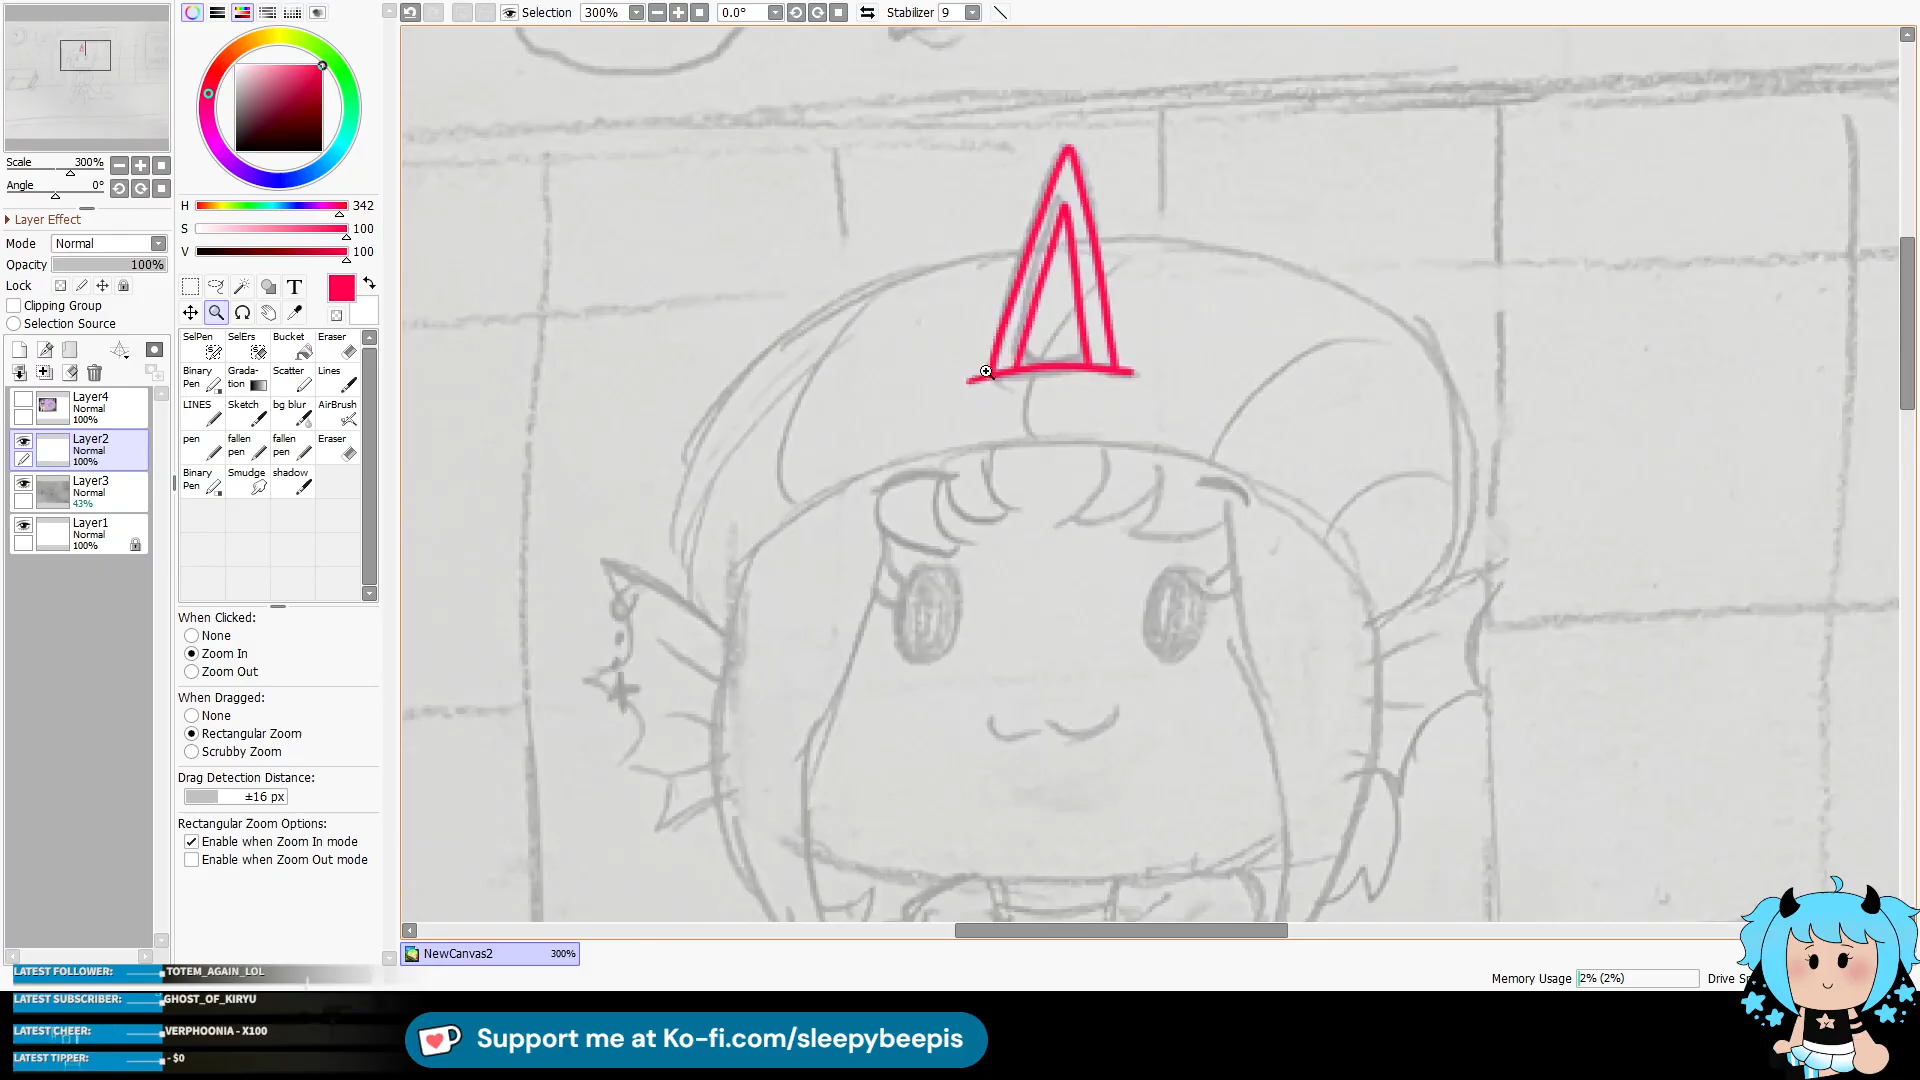 Selection 300% 0.0° Stabilizer 9
Scale 300%
Angle 0°
Layer Effect
Mode Normal
Opacity 100%
Lock
Clipping Group
Selection Source
Layer4
Normal
100%
Layer2
Normal
100%
Layer3
Normal
43%
Layer1
Normal
100%
H 342
S 100
V 100
T
SelPen SelErs Bucket Eraser
Binary Pen Grada-tion Scatter Lines
LINES Sketch bg blur AirBrush
pen fallen pen fallen pen Eraser
Binary Pen Smudge shadow
When Clicked:
None
Zoom In
Zoom Out
When Dragged:
None
Rectangular Zoom
Scrubby Zoom
Drag Detection Distance:
±16 px
Rectangular Zoom Options:
Enable when Zoom In mode
Enable when Zoom Out mode
NewCanvas2 300%
Memory Usage 2% (2%) Drive
LATEST FOLLOWER: TOTEM_AGAIN_LOL
LATEST SUBSCRIBER: GHOST_OF_KIRYU
LATEST CHEER: VERPHOONIA - X100
LATEST TIPPER: - $0
Support me at Ko-fi.com/sleepybeepis